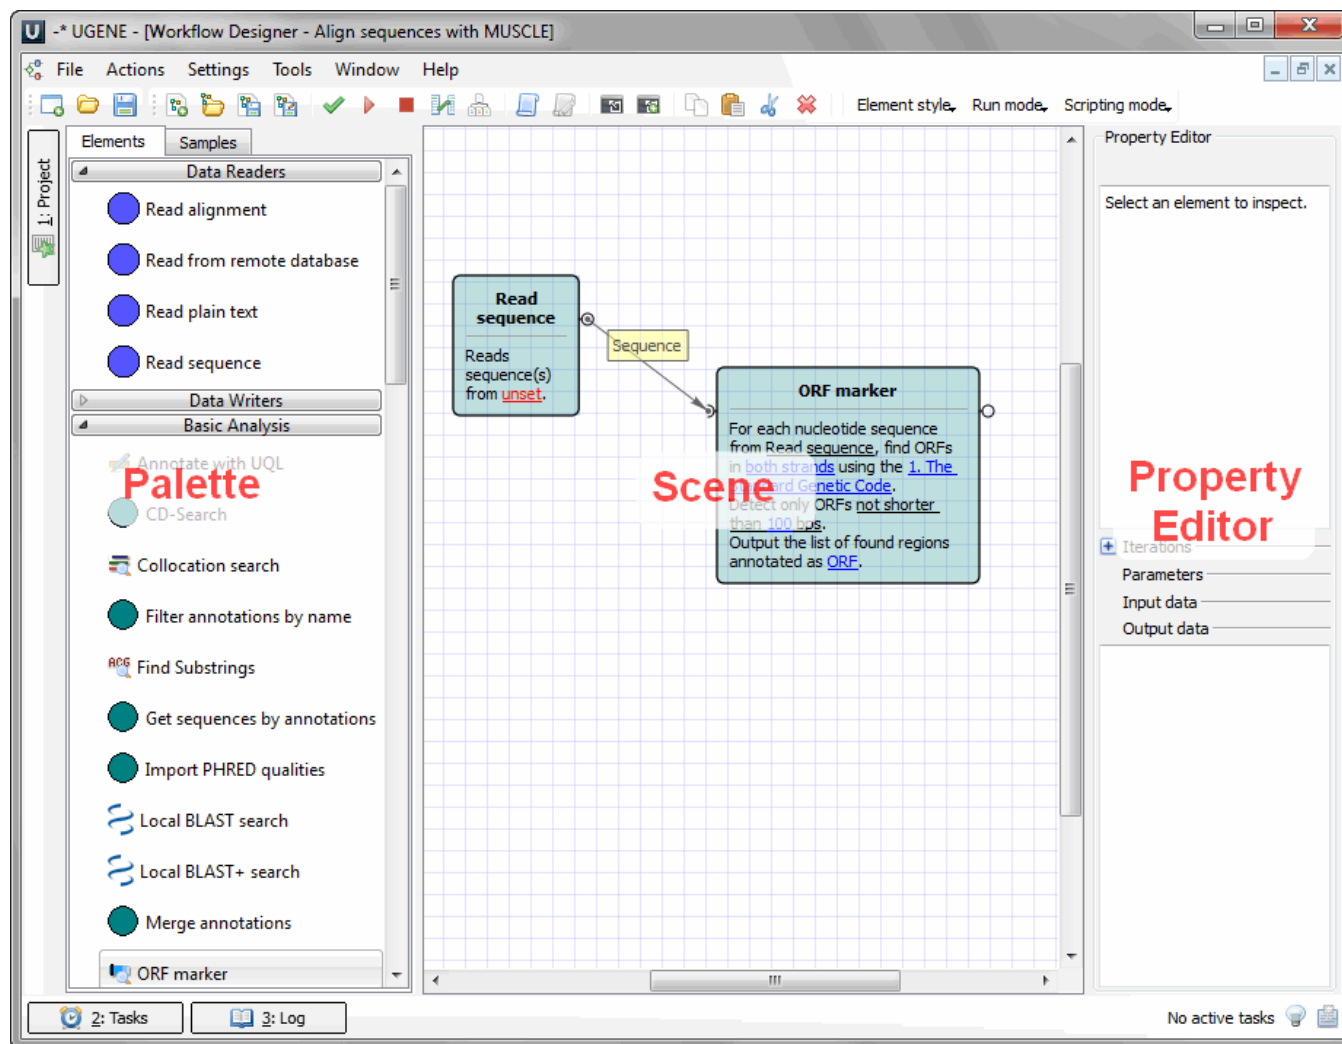 U -* UGENE - [Workflow Designer - Align sequences with MUSCLE]
File Actions Settings Tools Window Help
Element style Run mode Scripting mode
1: Project
Elements Samples
Data Readers
Read alignment
Read from remote database
Read plain text
Read sequence
Data Writers
Basic Analysis
Annotate with UQL
Palette
CD-Search
Collocation search
Filter annotations by name
ACG Find Substrings
Get sequences by annotations
Import PHRED qualities
Local BLAST search
Local BLAST+ search
Merge annotations
ORF marker
Read
sequence
Reads
sequence(s)
from unset.
Sequence
ORF marker
For each nucleotide sequence
from Read sequence, find ORFs
in both strands using the 1. The
Standard Genetic Code.
Detect only ORFs not shorter
than 100 bps.
Output the list of found regions
annotated as ORF.
Scene
Property Editor
Select an element to inspect.
Property
Editor
Iterations
Parameters
Input data
Output data
2: Tasks 3: Log
No active tasks